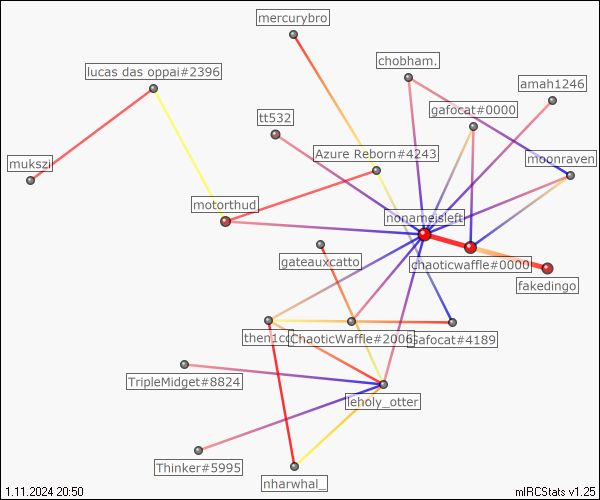 mercurybro
chobham.
lucas das oppai#2396
amah1246
gafocat#0000
tt532
Azure Reborn#4243
moonraven
mukszi
motorthud
nonameisleft
gateauxcatto
chaoticwaffle#0000
fakedingo
then1cc
ChaoticWaffle#2006
Gafocat#4189
TripleMidget#8824
leholy_otter
Thinker#5995
nharwhal_
1.11.2024 20:50
mIRCStats v1.25